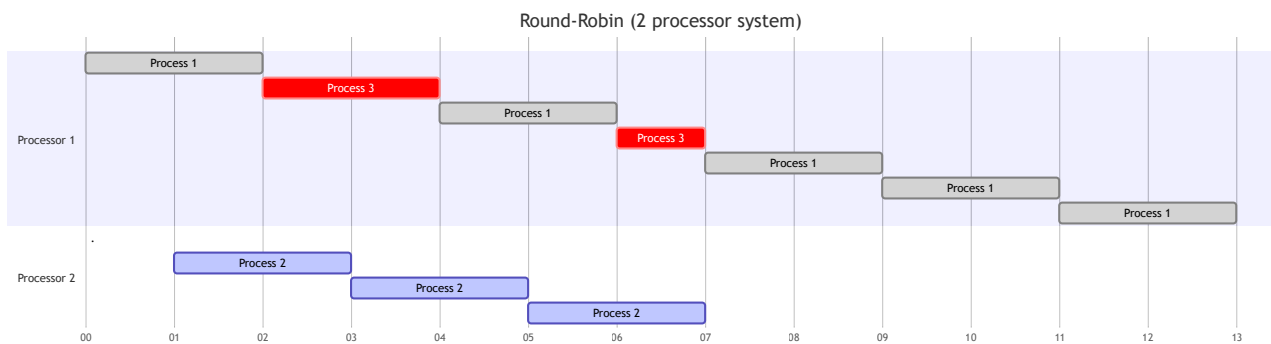 Round-Robin (2 processor system)
Process 1
Process 3
Process 1
Process 3
Processor 1
Process 1
Process 1
Process 1
.
Process 2
Processor 2
Process 2
Process 2
00 01 02 03 04 05 06 07 08 09 10 11 12 13